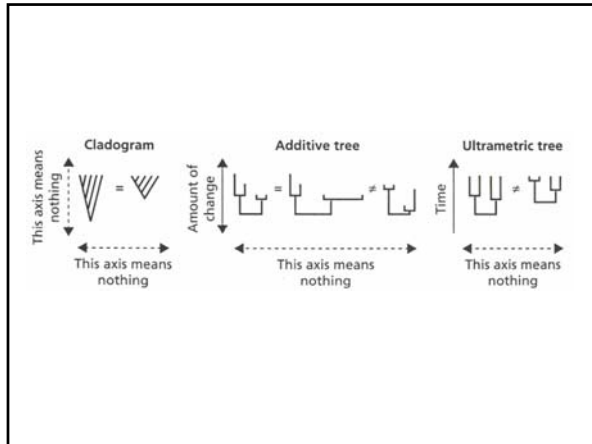 Cladogram
This axis means
nothing
=
This axis means
nothing
Additive tree
Amount of
change
=
≠
This axis means
nothing
Ultrametric tree
Time
≠
This axis means
nothing